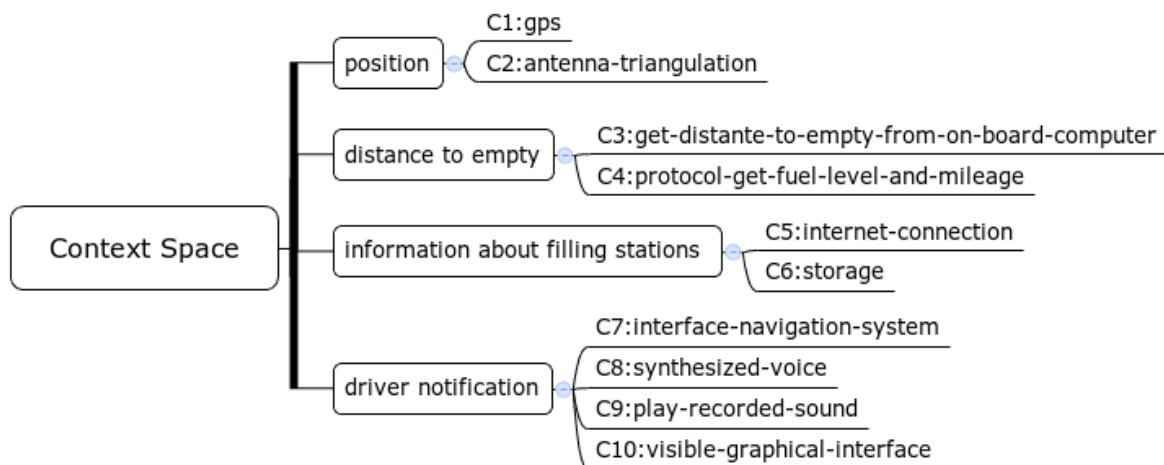 Context Space
position
C1:gps
C2:antenna-triangulation
distance to empty
C3:get-distante-to-empty-from-on-board-computer
C4:protocol-get-fuel-level-and-mileage
information about filling stations
C5:internet-connection
C6:storage
driver notification
C7:interface-navigation-system
C8:synthesized-voice
C9:play-recorded-sound
C10:visible-graphical-interface